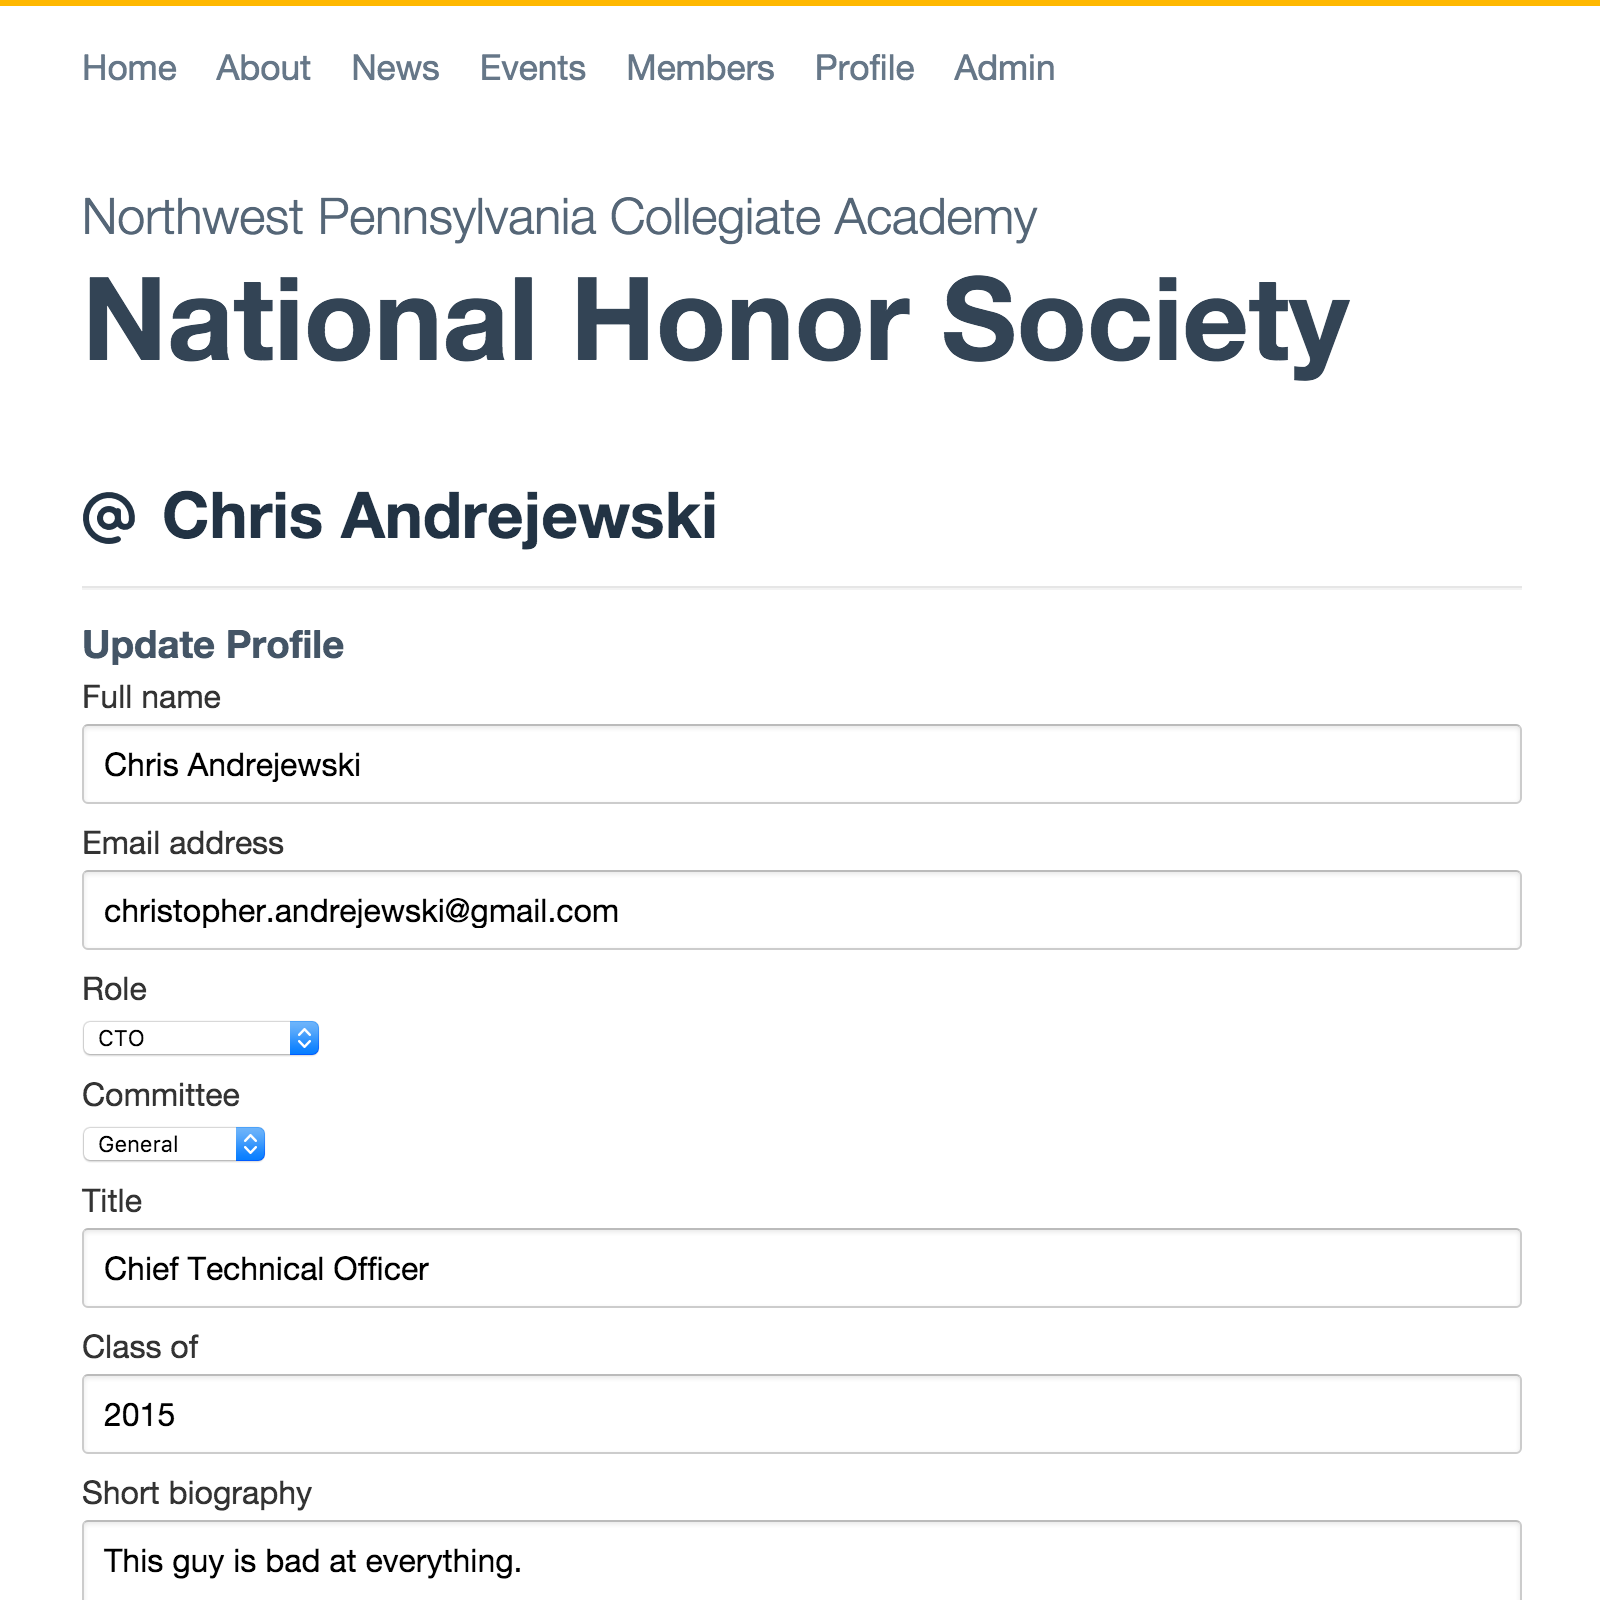 Home About News Events Members Profile Admin
Northwest Pennsylvania Collegiate Academy
National Honor Society
@ Chris Andrejewski
Update Profile
Full name
Chris Andrejewski
Email address
christopher.andrejewski@gmail.com
Role
CTO
Committee
General
Title
Chief Technical Officer
Class of
2015
Short biography
This guy is bad at everything.